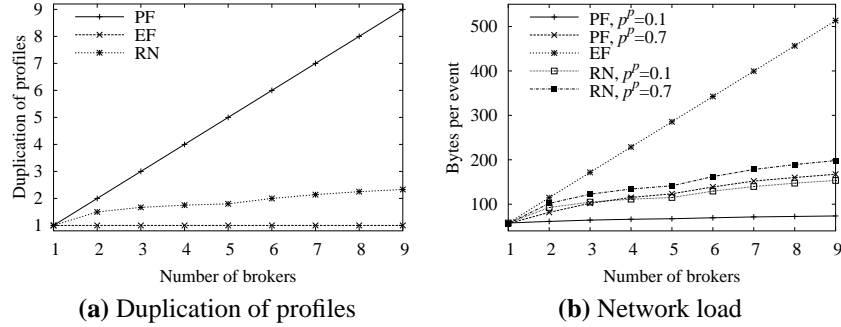 9
8
7
6
5
4
3
2
1
Duplication of profiles
PF
EF
RN
1 2 3 4 5 6 7 8 9
Number of brokers
(a) Duplication of profiles
500
400
300
200
100
Bytes per event
PF, p^p=0.1
PF, p^p=0.7
EF
RN, p^p=0.1
RN, p^p=0.7
1 2 3 4 5 6 7 8 9
Number of brokers
(b) Network load